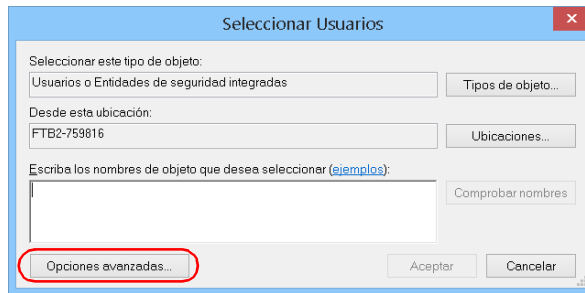 Seleccionar Usuarios
x
Seleccionar este tipo de objeto:
Usuarios o Entidades de seguridad integradas
Tipos de objeto...
Desde esta ubicación:
FTB2-759816
Ubicaciones...
Escriba los nombres de objeto que desea seleccionar (ejemplos):
Comprobar nombres
Opciones avanzadas...
Aceptar
Cancelar